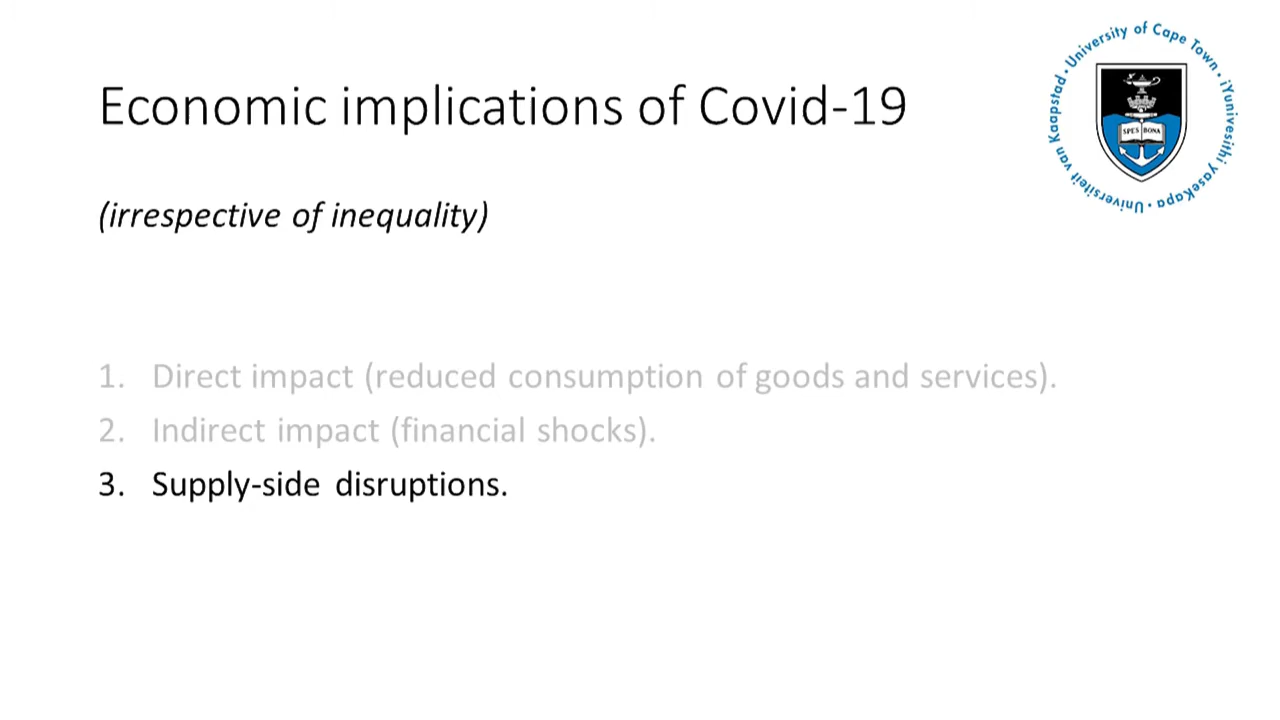 Economic implications of Covid-19
(irrespective of inequality)
1. Direct impact (reduced consumption of goods and services).
2. Indirect impact (financial shocks).
3. Supply-side disruptions.
University of Cape Town · iYunivesithi yaseKapa · Universiteit van Kaapstad ·
SPES BONA